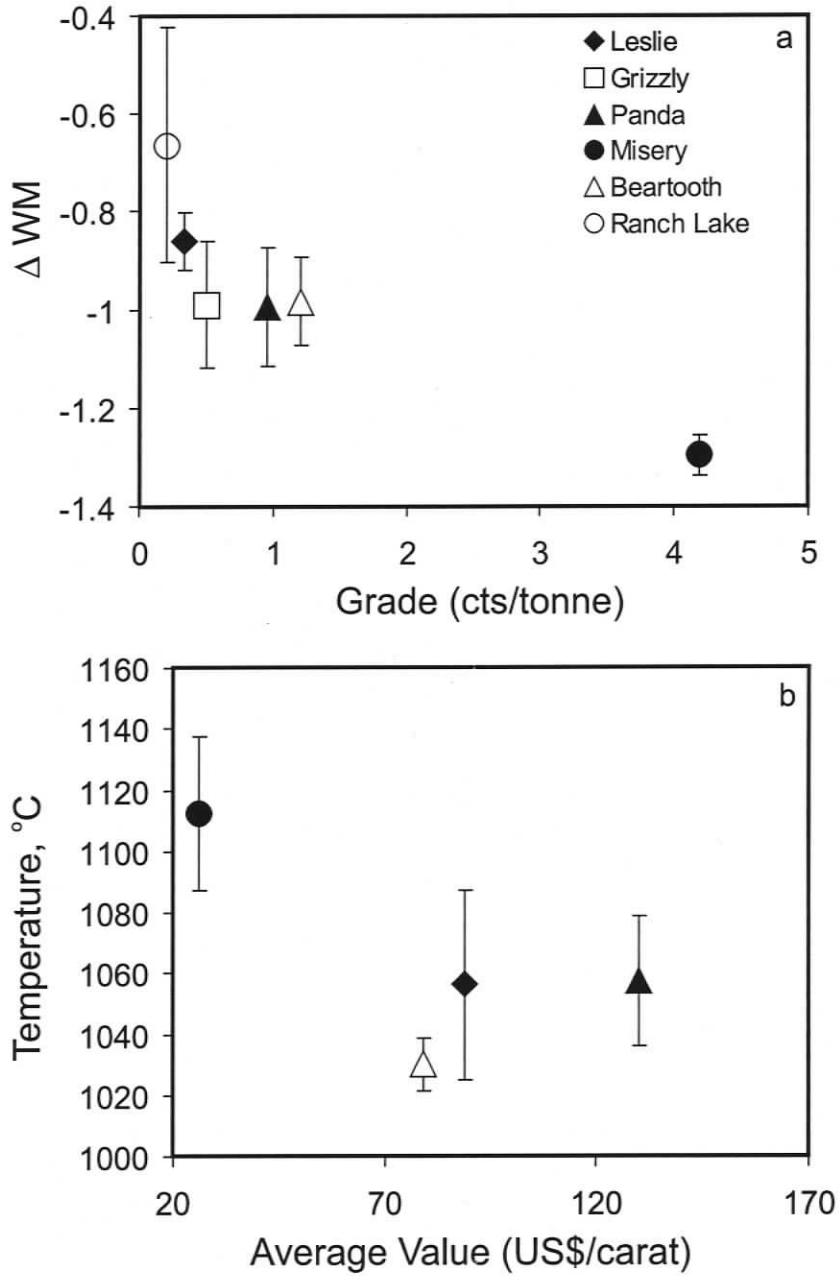 -0.4
a
Leslie
Grizzly
-0.6
Panda
Misery
Beartooth
-0.8
Ranch Lake
Δ WM
-1
-1.2
-1.4
0 1 2 3 4 5
Grade (cts/tonne)
1160
b
1140
1120
1100
1080
Temperature, °C
1060
1040
1020
1000
20 70 120 170
Average Value (US$/carat)